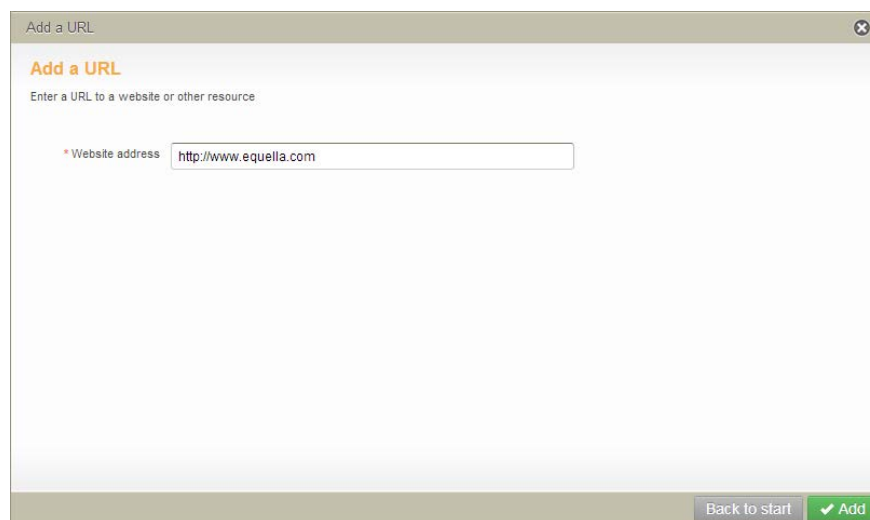 Add a URL
Add a URL
Enter a URL to a website or other resource
* Website address http://www.equella.com
Back to start Add